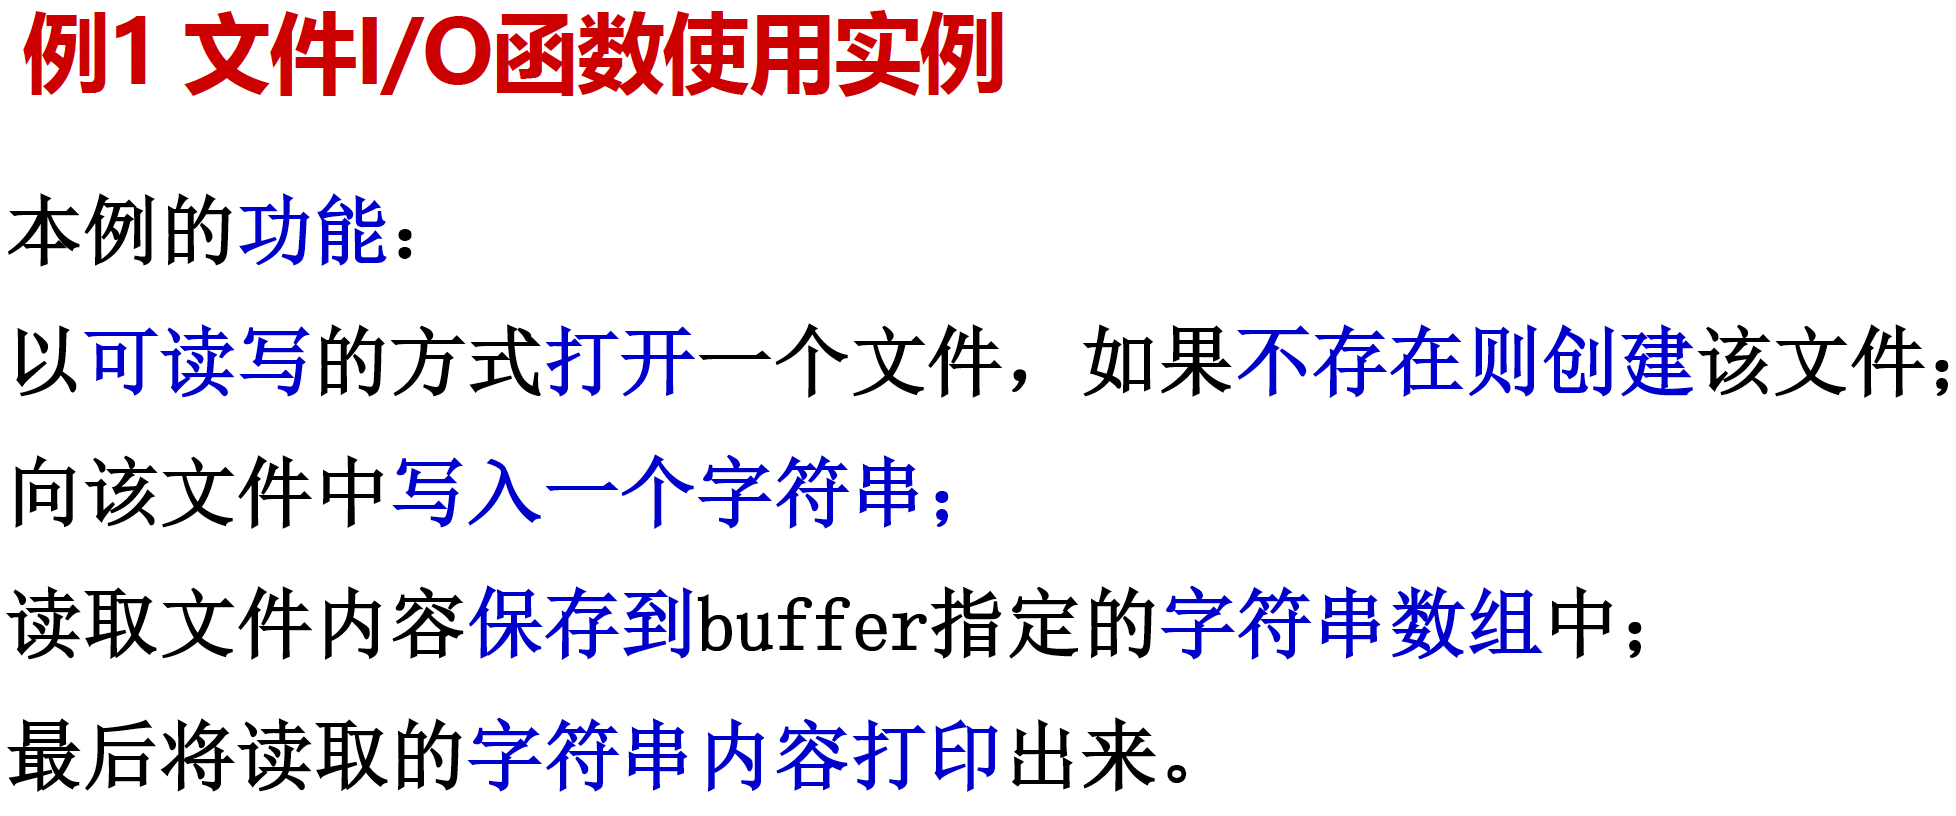 例1 文件I/O函数使用实例
本例的功能：
以可读写的方式打开一个文件，如果不存在则创建该文件；
向该文件中写入一个字符串；
读取文件内容保存到buffer指定的字符串数组中；
最后将读取的字符串内容打印出来。